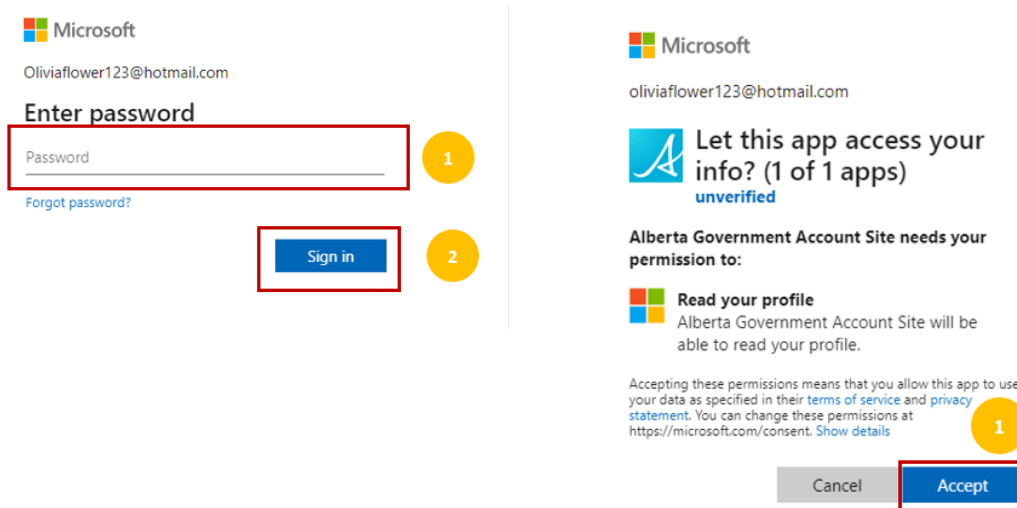 Microsoft
Oliviaflower123@hotmail.com
Enter password
Password
1
Forgot password?
Sign in
2
Microsoft
oliviaflower123@hotmail.com
Let this app access your
info? (1 of 1 apps)
unverified
Alberta Government Account Site needs your
permission to:
Read your profile
Alberta Government Account Site will be
able to read your profile.
Accepting these permissions means that you allow this app to use
your data as specified in their terms of service and privacy
statement. You can change these permissions at
https://microsoft.com/consent. Show details
1
Cancel
Accept